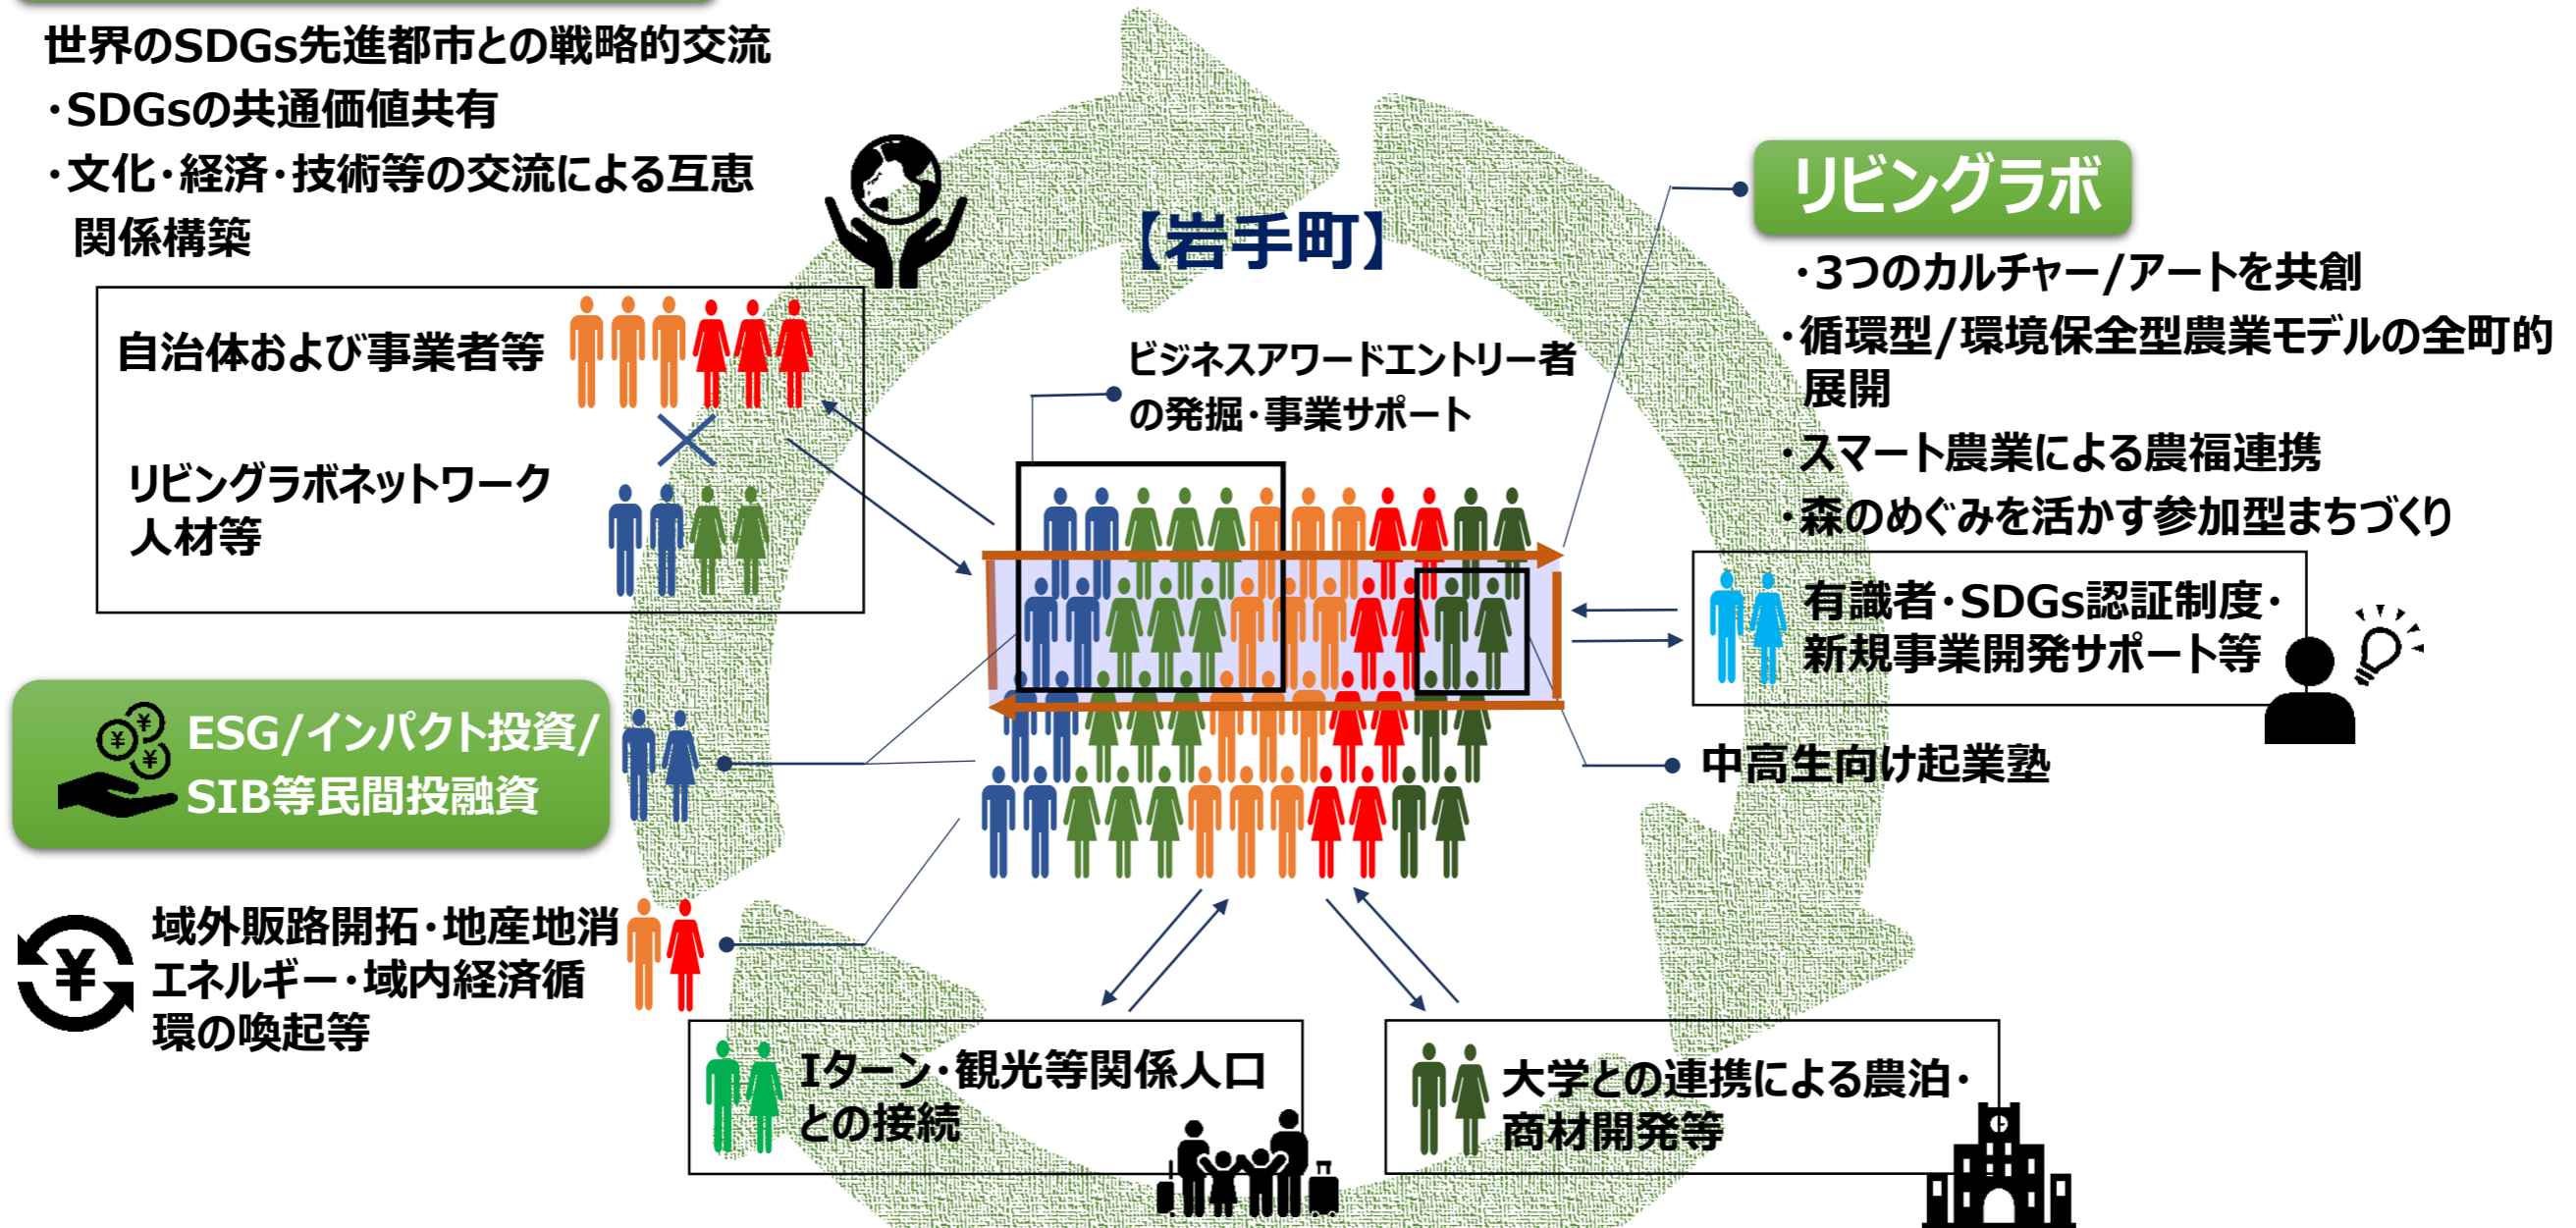 世界のSDGs先進都市との戦略的交流
・SDGsの共通価値共有
・文化・経済・技術等の交流による互恵
関係構築
自治体および事業者等
リビングラボネットワーク
人材等
【岩手町】
ビジネスアワードエントリー者
の発掘・事業サポート
リビングラボ
・3つのカルチャー/アートを共創
・循環型/環境保全型農業モデルの全町的
展開
・スマート農業による農福連携
・森のめぐみを活かす参加型まちづくり
有識者・SDGs認証制度・
新規事業開発サポート等
中高生向け起業塾
ESG/インパクト投資/
SIB等民間投融資
¥
¥
¥
域外販路開拓・地産地消
エネルギー・域内経済循
環の喚起等
¥
Iターン・観光等関係人口
との接続
大学との連携による農泊・
商材開発等